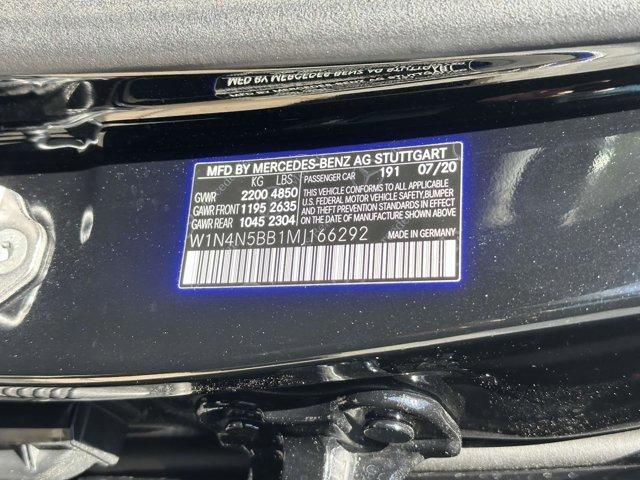 MFD BY MERCEDES-BENZ AG STUTTGART
KG LBS PASSENGER CAR 191 07/20
GVWR 2200 4850 THIS VEHICLE CONFORMS TO ALL APPLICABLE
GAWR FRONT 1195 2635 U.S. FEDERAL MOTOR VEHICLE SAFETY, BUMPER
AND THEFT PREVENTION STANDARDS IN EFFECT
GAWR REAR 1045 2304 ON THE DATE OF MANUFACTURE SHOWN ABOVE
W1N4N5BB1MJ166292 MADE IN GERMANY